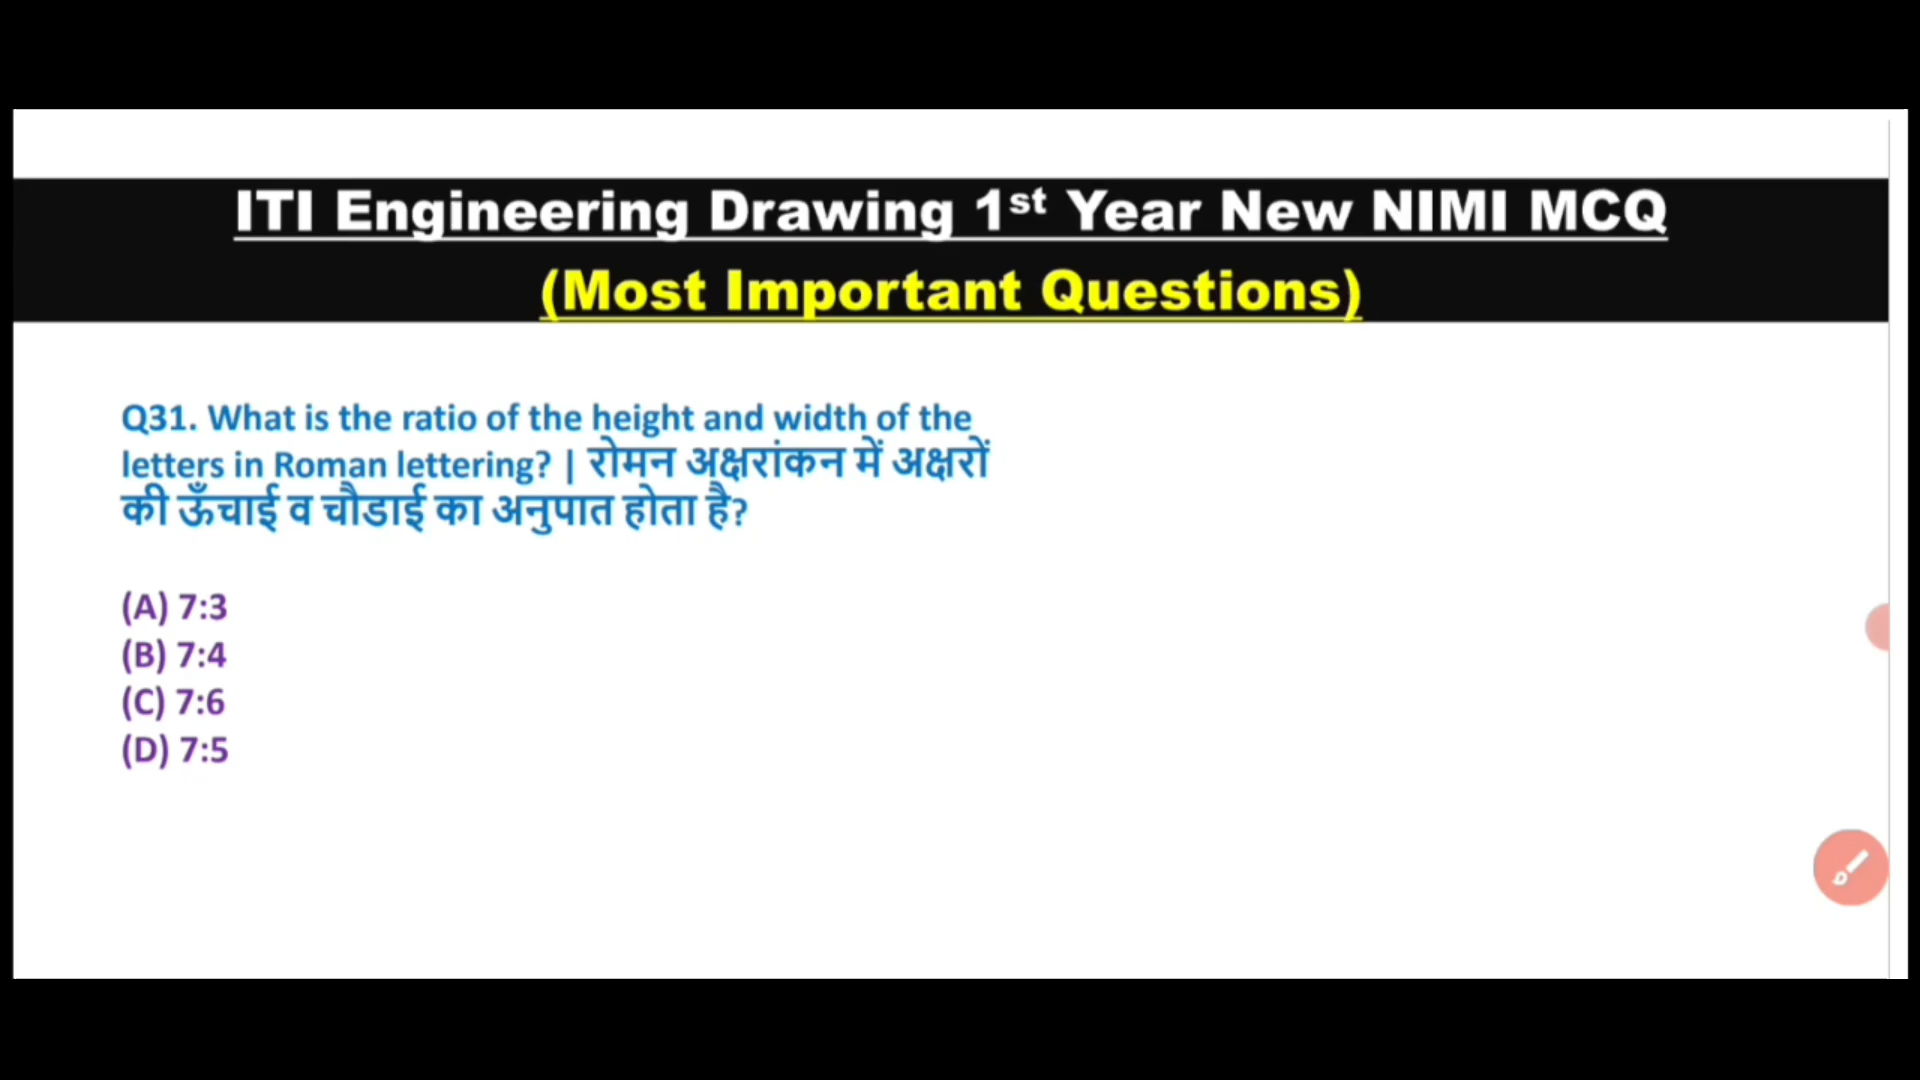 ITI Engineering Drawing 1st Year New NIMI MCQ
(Most Important Questions)
Q31. What is the ratio of the height and width of the
letters in Roman lettering? | रोमन अक्षरांकन में अक्षरों
की ऊँचाई व चौडाई का अनुपात होता है?
(A) 7:3
(B) 7:4
(C) 7:6
(D) 7:5